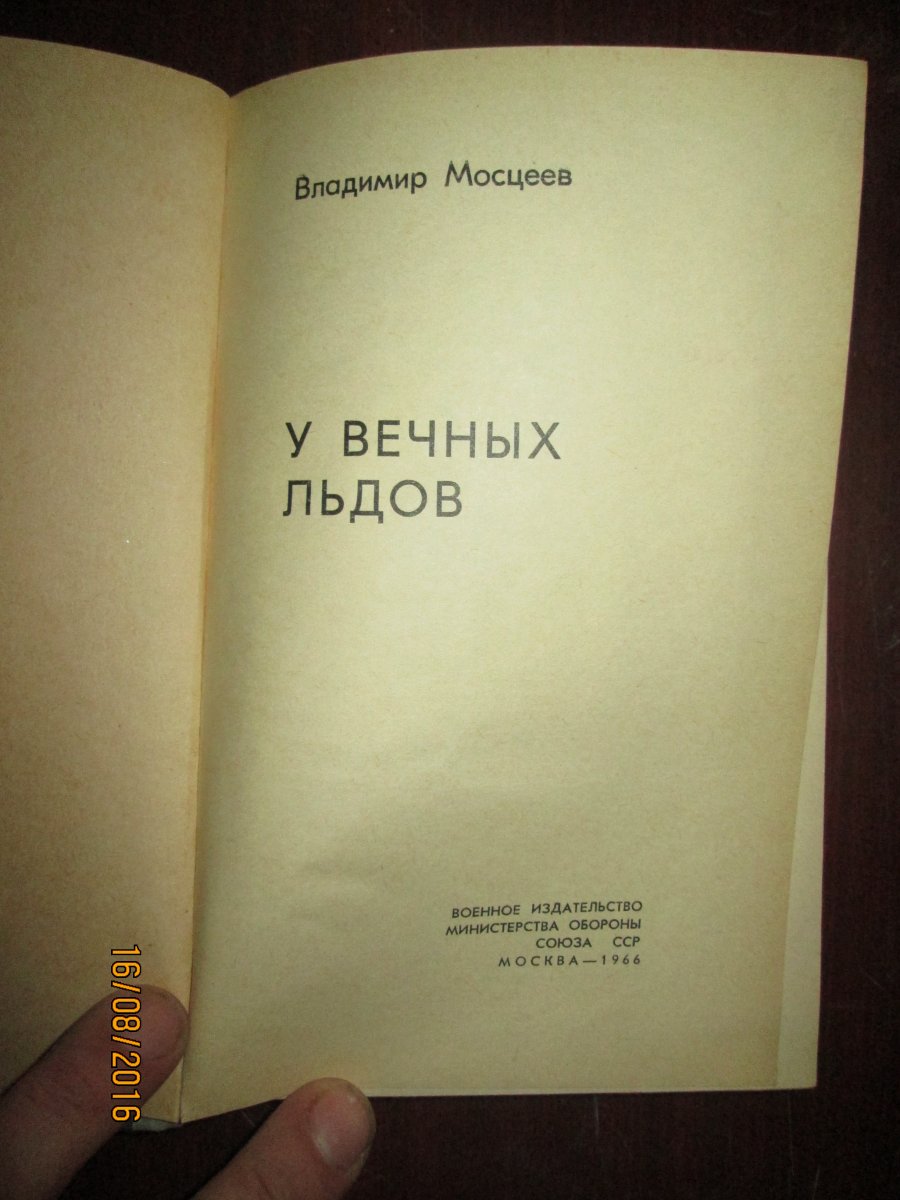 Владимир Мосцеев
У ВЕЧНЫХ
ЛЬДОВ
ВОЕННОЕ ИЗДАТЕЛЬСТВО
МИНИСТЕРСТВА ОБОРОНЫ
СОЮЗА ССР
МОСКВА—1966
16/08/2016